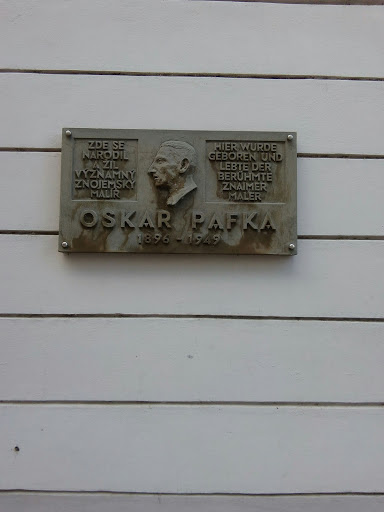 ZDE SE
NARODIL
A ŽIL
VÝZNAMNÝ
ZNOJEMSKÝ
MALÍŘ
HIER WURDE
GEBOREN UND
LEBTE DER
BERÜHMTE
ZNAIMER
MALER
OSKAR PAFKA
1896 - 1949